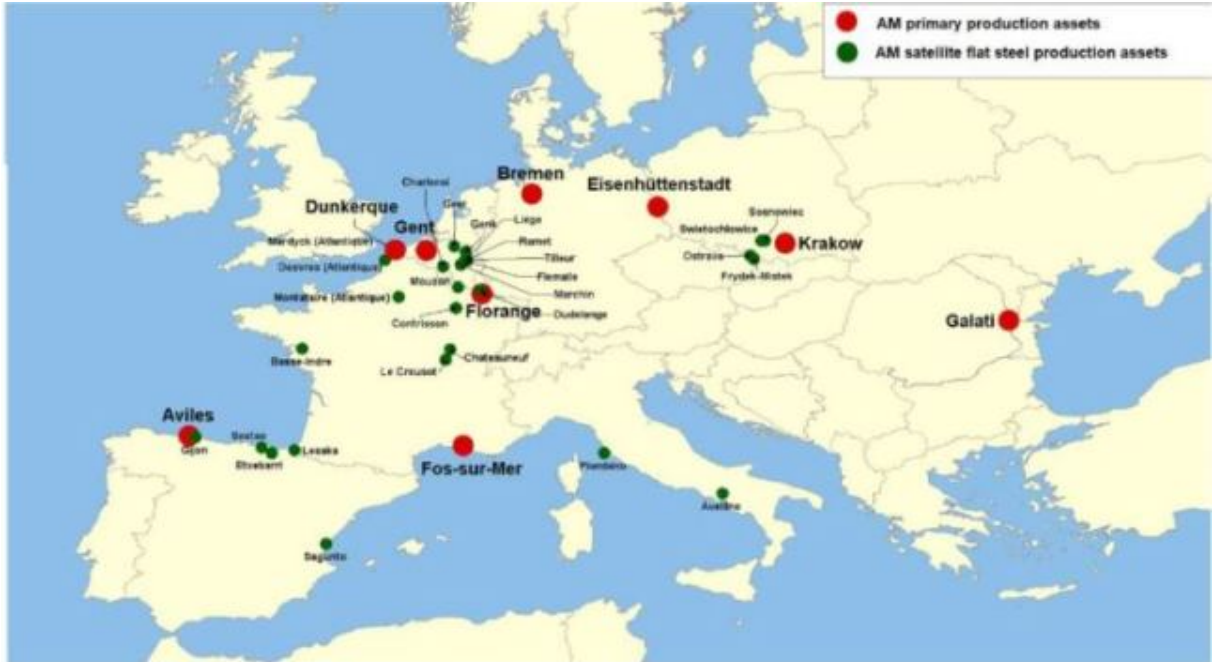 AM primary production assets
AM satellite flat steel production assets
Bremen
Eisenhüttenstadt
Charleroi
Dunkerque
Geel
Genk
Liege
Gent
Sosnowiec
Swietochlowice
Krakow
Mardyck (Atlantique)
Ramet
Tilleur
Ostrava
Desvres (Atlantique)
Flemalle
Frydek-Mistek
Mouzon
Marchin
Montataire (Atlantique)
Florange
Dudelange
Contrisson
Galati
Basse-Indre
Chateauneuf
Le Creusot
Aviles
Gijon
Sestao
Etxebarri
Lesaka
Fos-sur-Mer
Piombino
Avellino
Sagunto